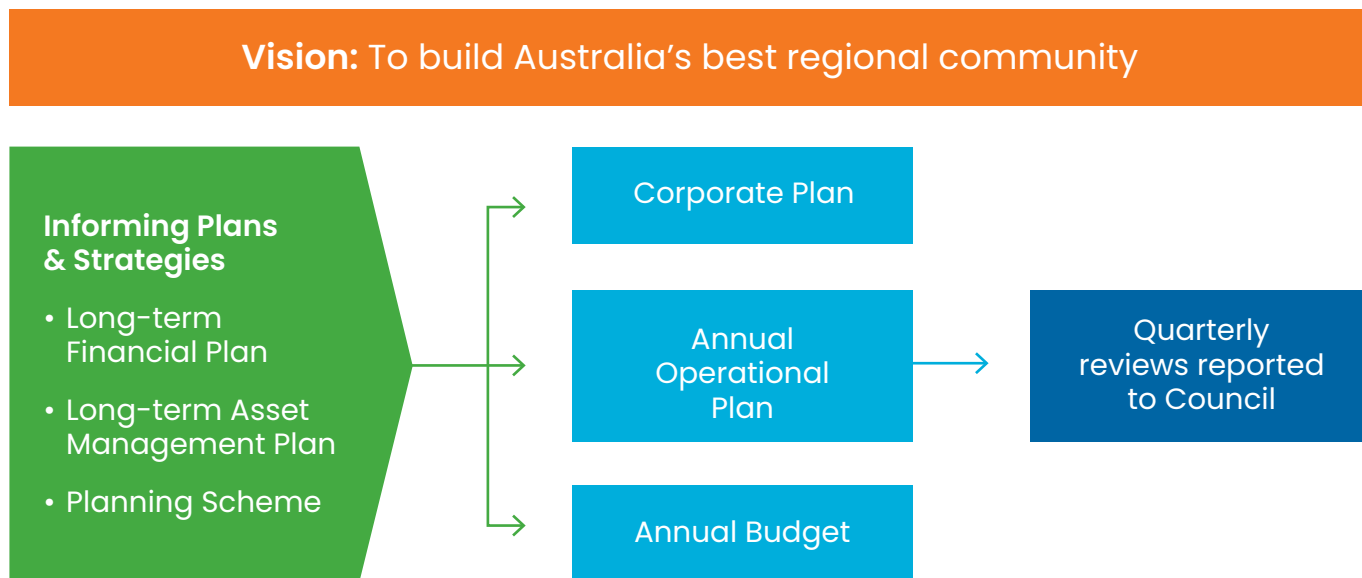 Vision: To build Australia’s best regional community
Informing Plans
& Strategies
• Long-term
Financial Plan
• Long-term Asset
Management Plan
• Planning Scheme
Corporate Plan
Annual
Operational
Plan
Annual Budget
Quarterly
reviews reported
to Council